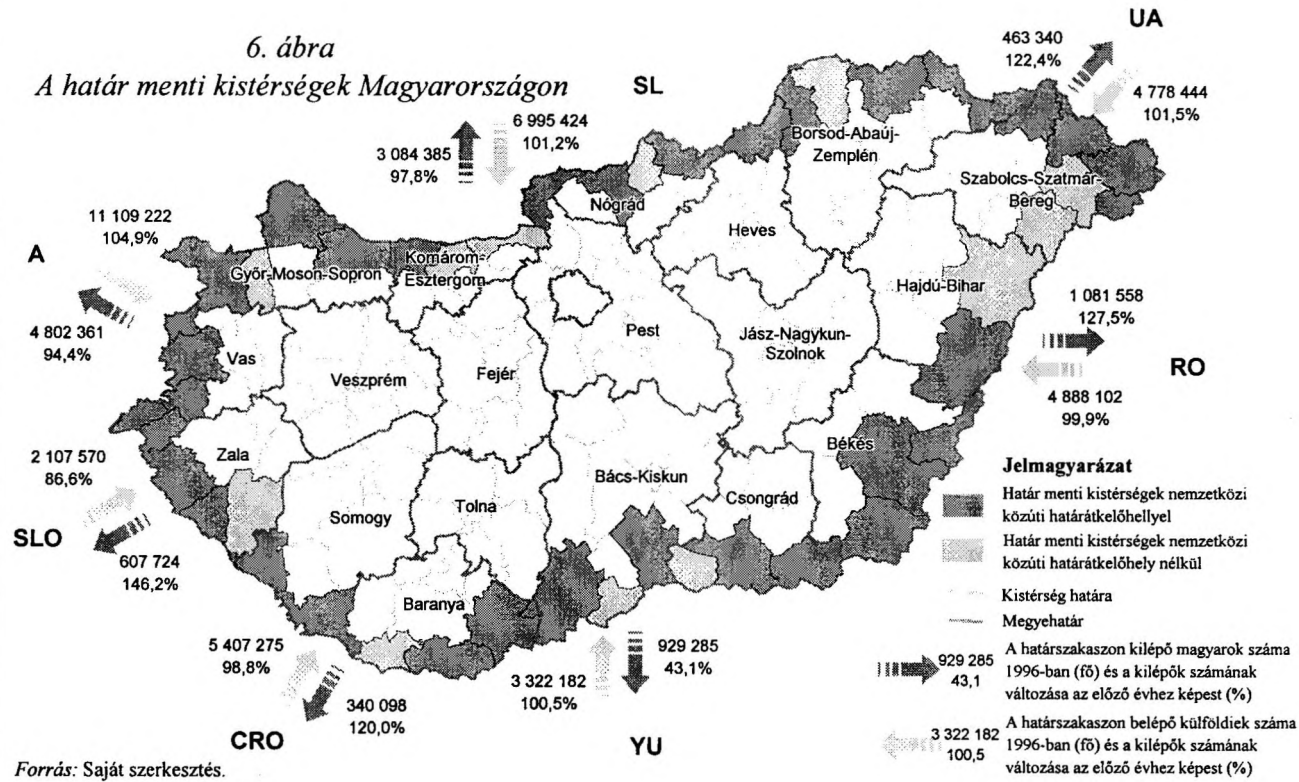 6. ábra
A határ menti kistérségek Magyarországon
SL
UA
463 340
122,4%
4 778 444
101,5%
6 995 424
101,2%
3 084 385
97,8%
11 109 222
104,9%
A
4 802 361
94,4%
Borsod-Abaúj-
Zemplén
Szabolcs-Szatmár-
Bereg
Nógrád
Heves
Győr-Moson-Sopron
Komárom-
Esztergom
Hajdú-Bihar
1 081 558
127,5%
RO
4 888 102
99,9%
Vas
Veszprém
Fejér
Pest
Jász-Nagykun-
Szolnok
Zala
2 107 570
86,6%
SLO
607 724
146,2%
Somogy
Tolna
Bács-Kiskun
Csongrád
Békés
Baranya
5 407 275
98,8%
CRO
340 098
120,0%
3 322 182
100,5%
929 285
43,1%
YU
Jelmagyarázat
Határ menti kistérségek nemzetközi
közúti határátkelőhellyel
Határ menti kistérségek nemzetközi
közúti határátkelőhely nélkül
Kistérség határa
Megyehatár
929 285
43,1
A határszakaszon kilépő magyarok száma
1996-ban (fő) és a kilépők számának
változása az előző évhez képest (%)
3 322 182
100,5
A határszakaszon belépő külföldiek száma
1996-ban (fő) és a kilépők számának
változása az előző évhez képest (%)
Forrás: Saját szerkesztés.